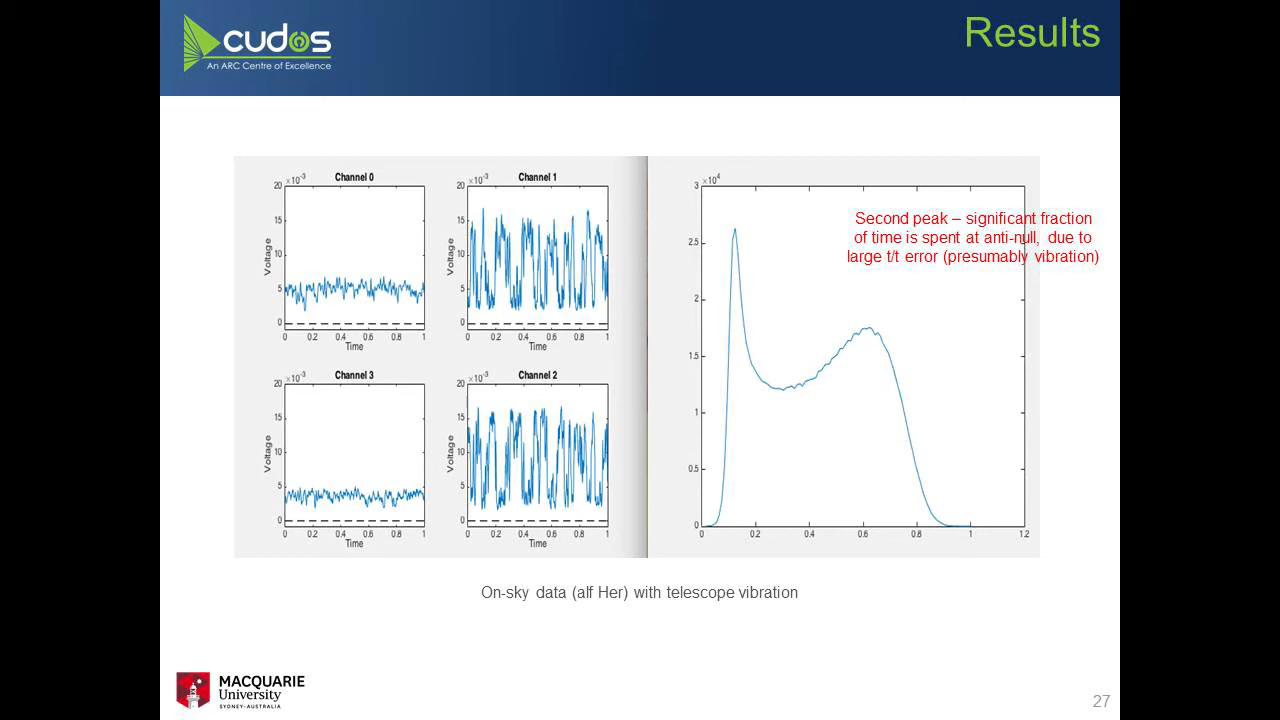 cudos
An ARC Centre of Excellence
Results
Channel 0
×10⁻³
20
15
10
5
0
Voltage
0 0.2 0.4 0.6 0.8 1
Time
Channel 1
×10⁻³
20
15
10
5
0
Voltage
0 0.2 0.4 0.6 0.8 1
Time
Channel 3
×10⁻³
20
15
10
5
0
Voltage
0 0.2 0.4 0.6 0.8 1
Time
Channel 2
×10⁻³
20
15
10
5
0
Voltage
0 0.2 0.4 0.6 0.8 1
Time
×10⁴
3
2.5
2
1.5
1
0.5
0
0 0.2 0.4 0.6 0.8 1 1.2
Second peak – significant fraction
of time is spent at anti-null, due to
large t/t error (presumably vibration)
On-sky data (alf Her) with telescope vibration
MACQUARIE
University
SYDNEY·AUSTRALIA
27